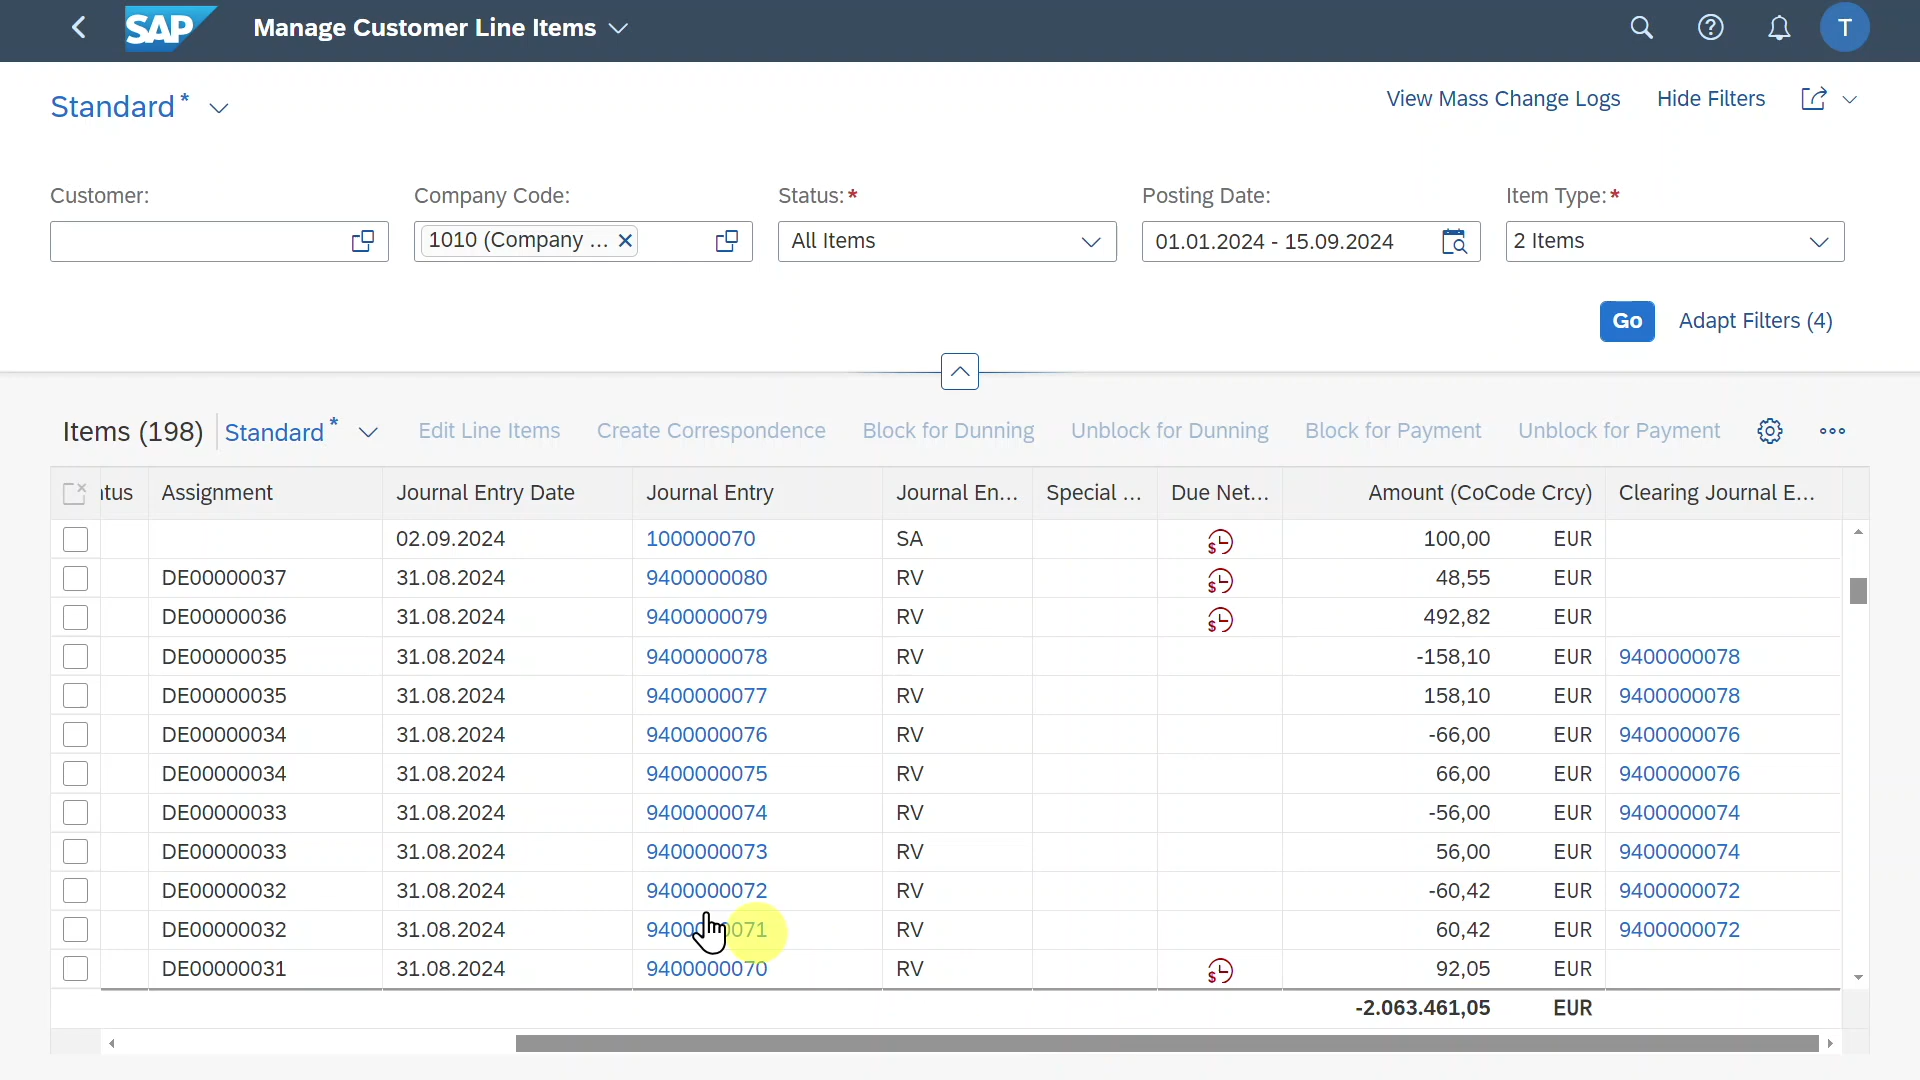 SAP Manage Customer Line Items T
Standard* View Mass Change Logs Hide Filters
Customer: Company Code: Status:* Posting Date: Item Type:*
1010 (Company ... All Items 01.01.2024 - 15.09.2024 2 Items
Go Adapt Filters (4)
Items (198) Standard* Edit Line Items Create Correspondence Block for Dunning Unblock for Dunning Block for Payment Unblock for Payment
tus Assignment Journal Entry Date Journal Entry Journal En... Special ... Due Net... Amount (CoCode Crcy) Clearing Journal E...
02.09.2024 100000070 SA 100,00 EUR
DE00000037 31.08.2024 9400000080 RV 48,55 EUR
DE00000036 31.08.2024 9400000079 RV 492,82 EUR
DE00000035 31.08.2024 9400000078 RV -158,10 EUR 9400000078
DE00000035 31.08.2024 9400000077 RV 158,10 EUR 9400000078
DE00000034 31.08.2024 9400000076 RV -66,00 EUR 9400000076
DE00000034 31.08.2024 9400000075 RV 66,00 EUR 9400000076
DE00000033 31.08.2024 9400000074 RV -56,00 EUR 9400000074
DE00000033 31.08.2024 9400000073 RV 56,00 EUR 9400000074
DE00000032 31.08.2024 9400000072 RV -60,42 EUR 9400000072
DE00000032 31.08.2024 RV 60,42 EUR 9400000072
DE00000031 31.08.2024 9400000070 RV 92,05 EUR
-2.063.461,05 EUR